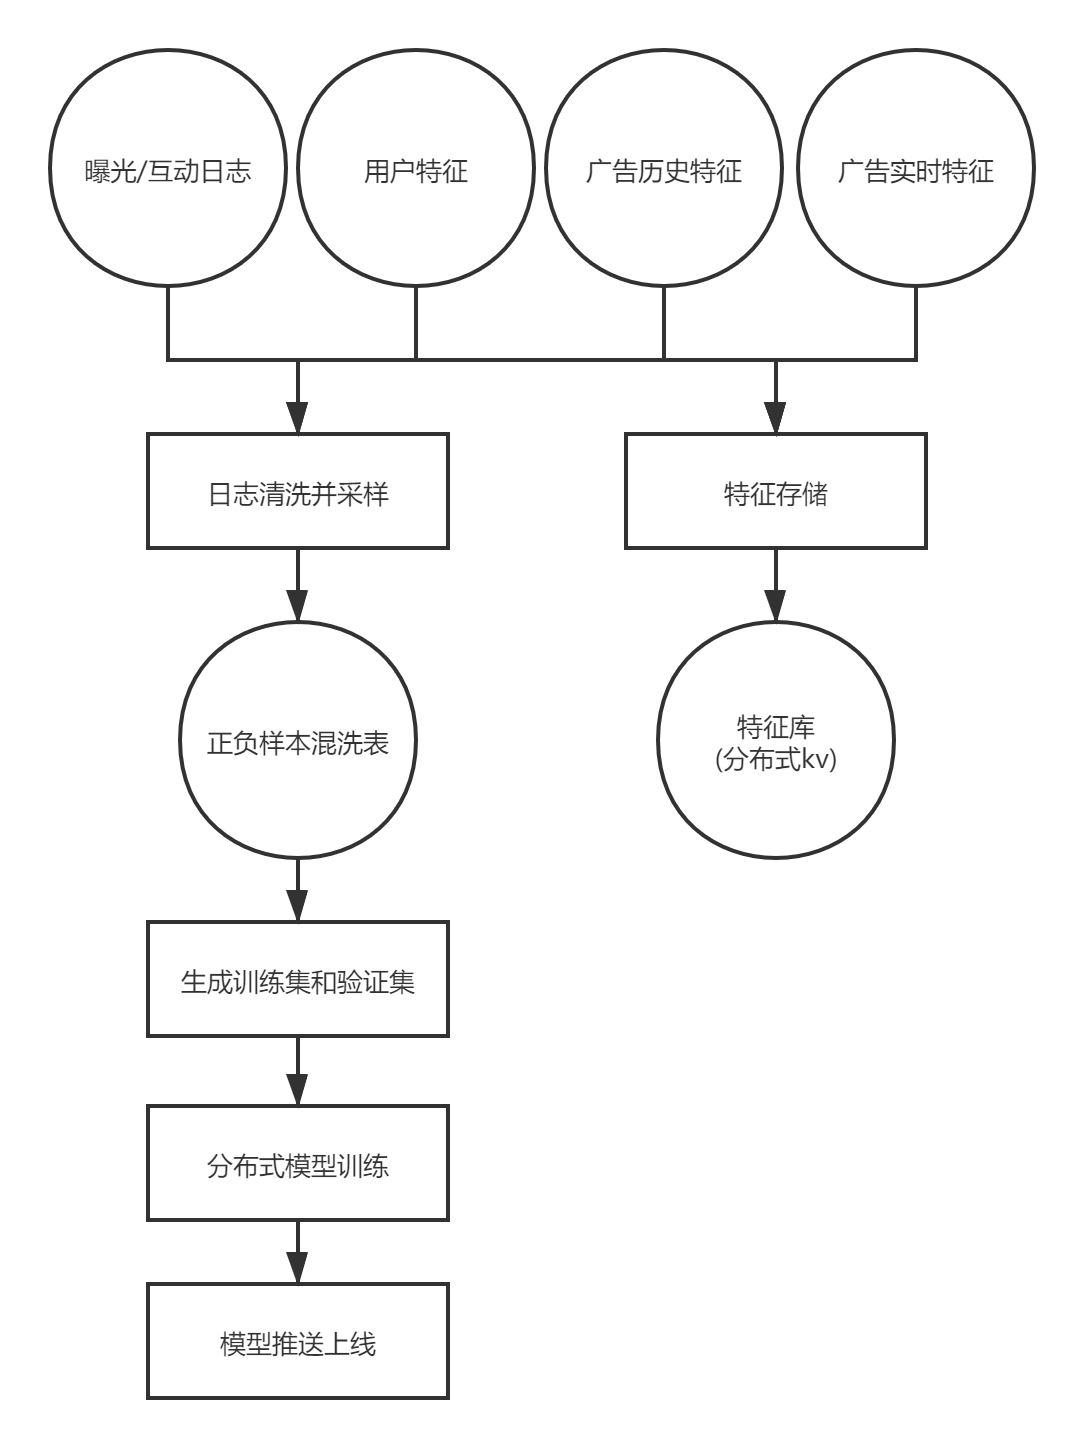 曝光/互动日志
用户特征
广告历史特征
广告实时特征
日志清洗并采样
特征存储
正负样本混洗表
特征库
(分布式kv)
生成训练集和验证集
分布式模型训练
模型推送上线